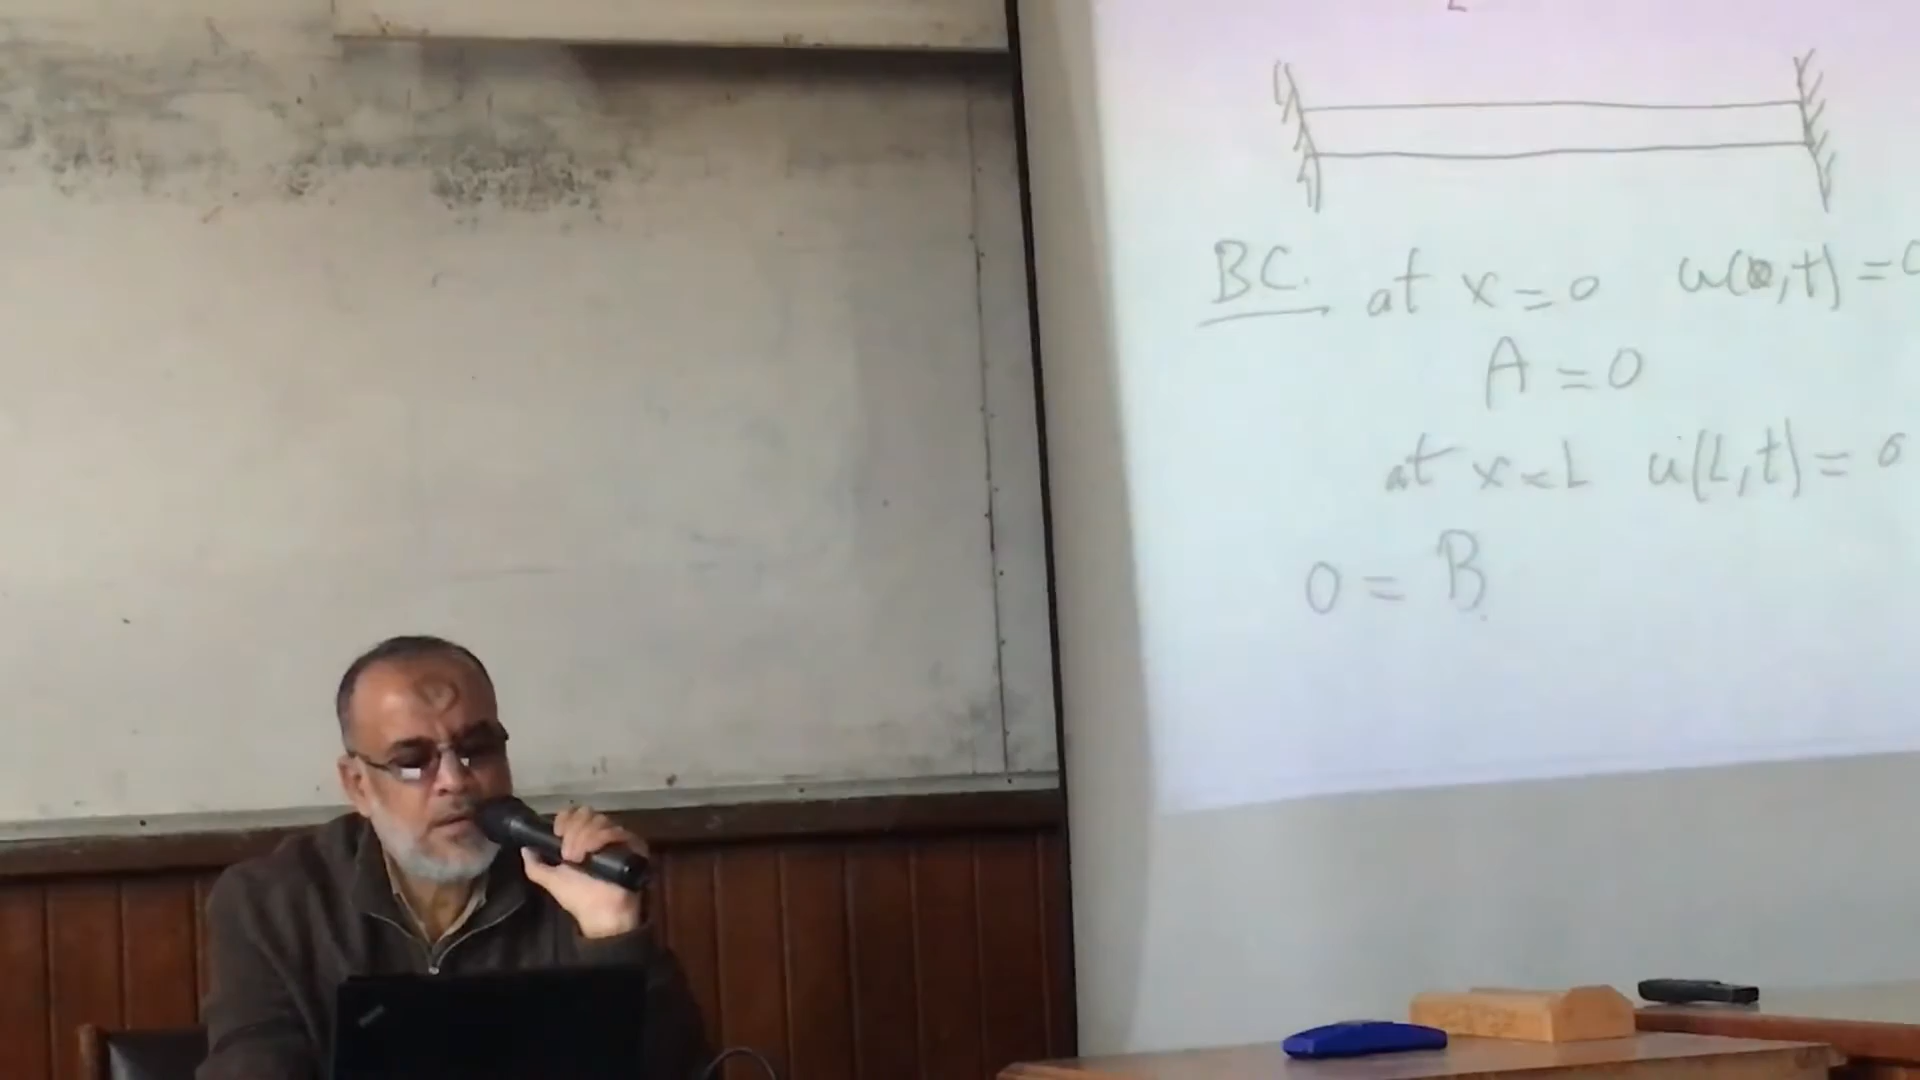 BC. at x = 0 u(0,t) = 0
A = 0
at x = L u(L,t) = 0
0 = B